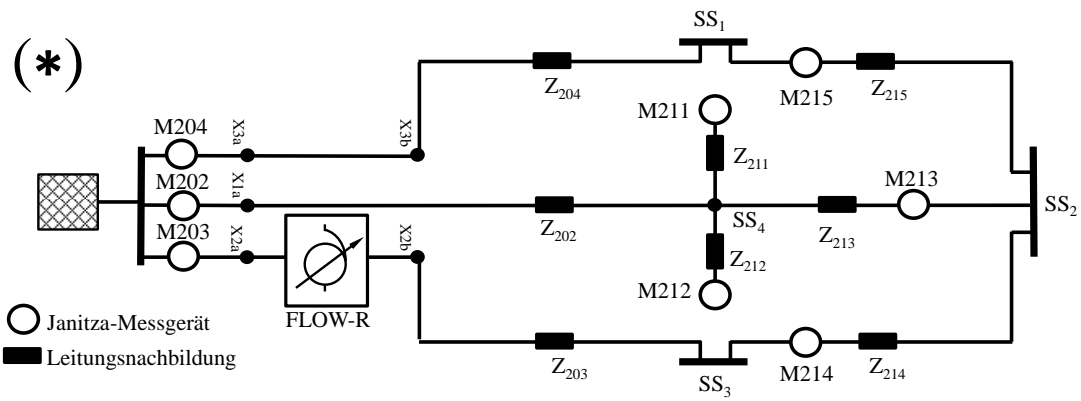 (*)
SS1
Z204
M215
Z215
M211
Z211
M204
X3a
X3b
M202
X1a
M213
SS2
Z202
SS4
Z213
M203
X2a
X2b
Z212
M212
FLOW-R
Janitza-Messgerät
Leitungsnachbildung
Z203
SS3
M214
Z214